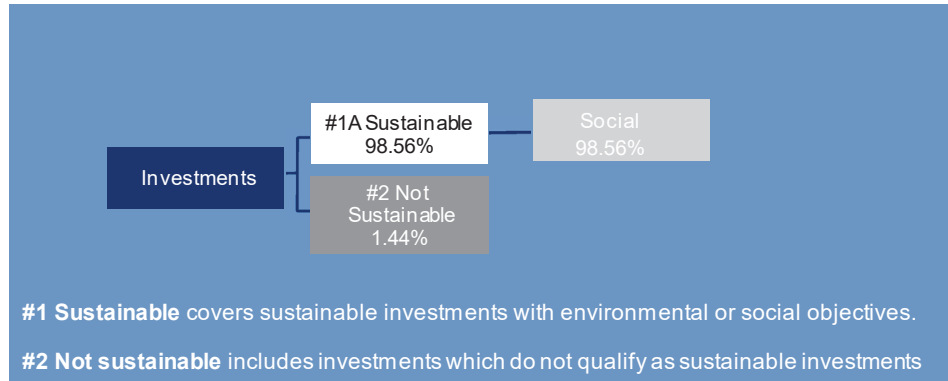 #1A Sustainable
98.56%
Social
98.56%
Investments
#2 Not
Sustainable
1.44%
#1 Sustainable covers sustainable investments with environmental or social objectives.
#2 Not sustainable includes investments which do not qualify as sustainable investments